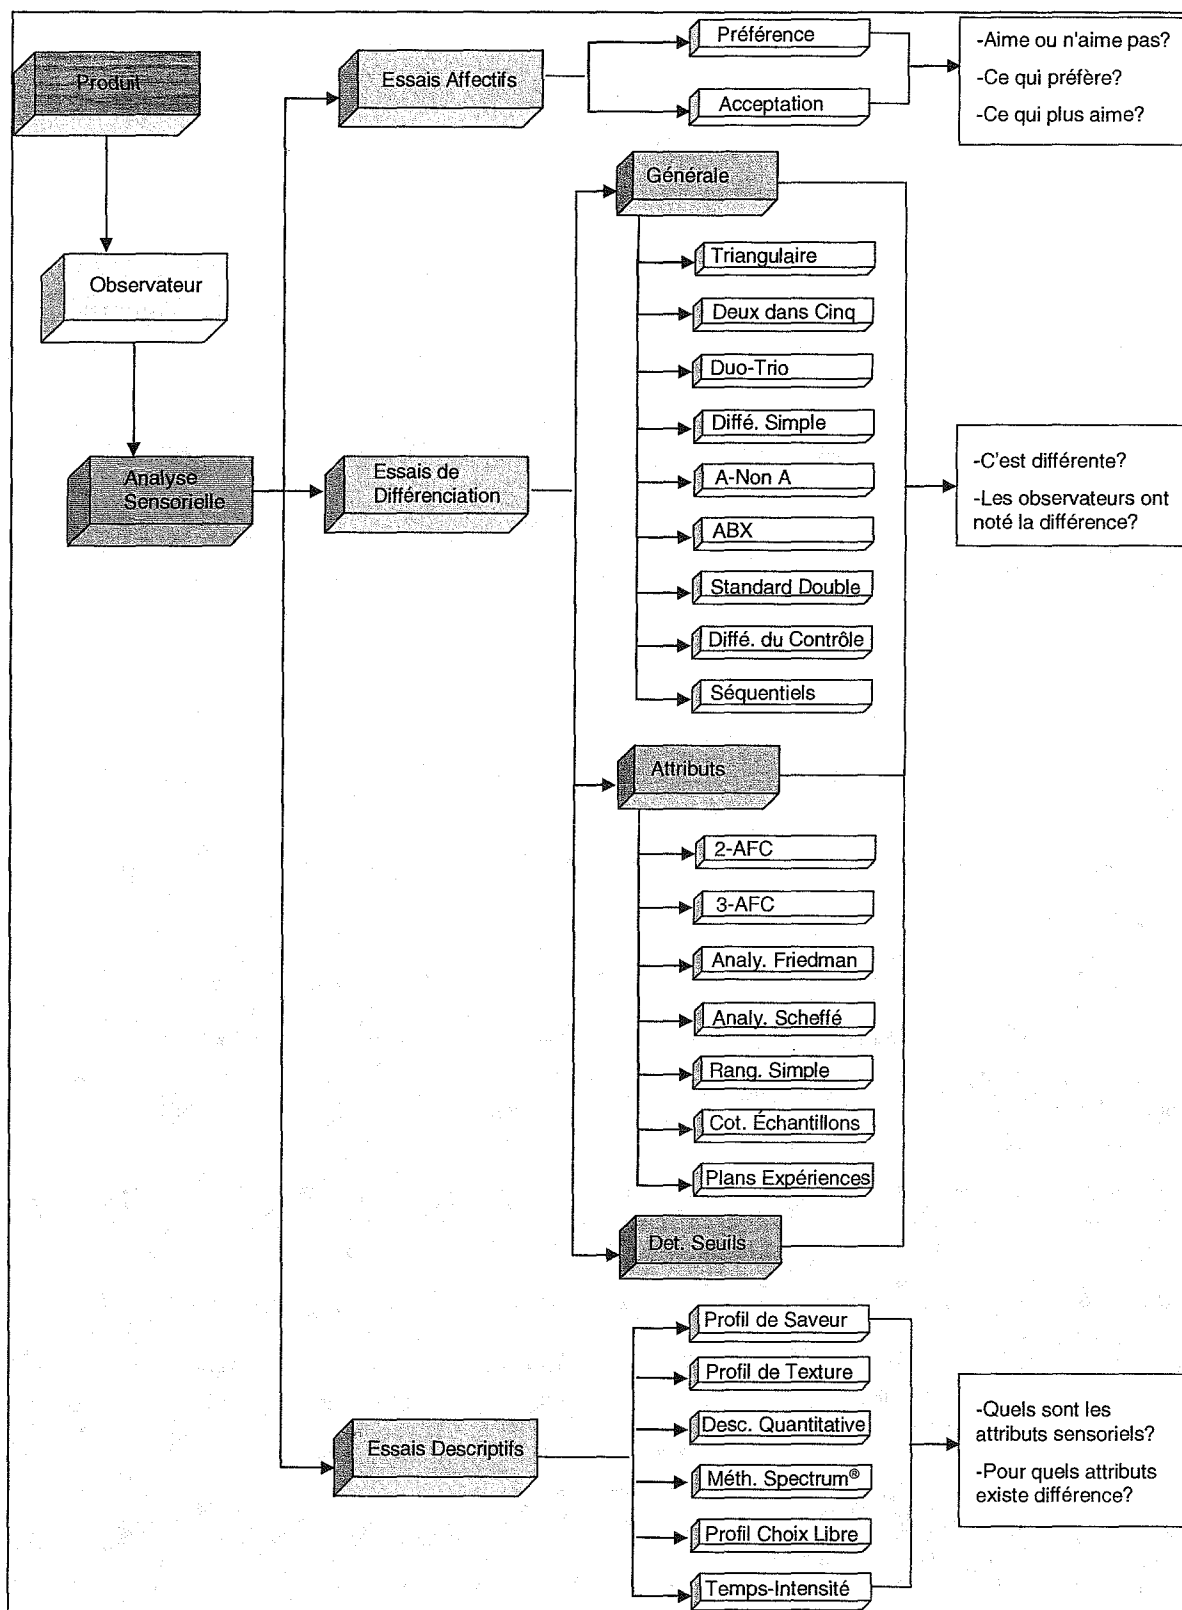 Produit
Observateur
Analyse
Sensorielle
Essais Affectifs
Préférence
Acceptation
-Aime ou n'aime pas?
-Ce qui préfère?
-Ce qui plus aime?
Essais de
Différenciation
Générale
Triangulaire
Deux dans Cinq
Duo-Trio
Diffé. Simple
A-Non A
ABX
Standard Double
Diffé. du Contrôle
Séquentiels
Attributs
2-AFC
3-AFC
Analy. Friedman
Analy. Scheffé
Rang. Simple
Cot. Échantillons
Plans Expériences
Det. Seuils
-C'est différente?
-Les observateurs ont
noté la différence?
Essais Descriptifs
Profil de Saveur
Profil de Texture
Desc. Quantitative
Méth. Spectrum®
Profil Choix Libre
Temps-Intensité
-Quels sont les
attributs sensoriels?
-Pour quels attributs
existe différence?